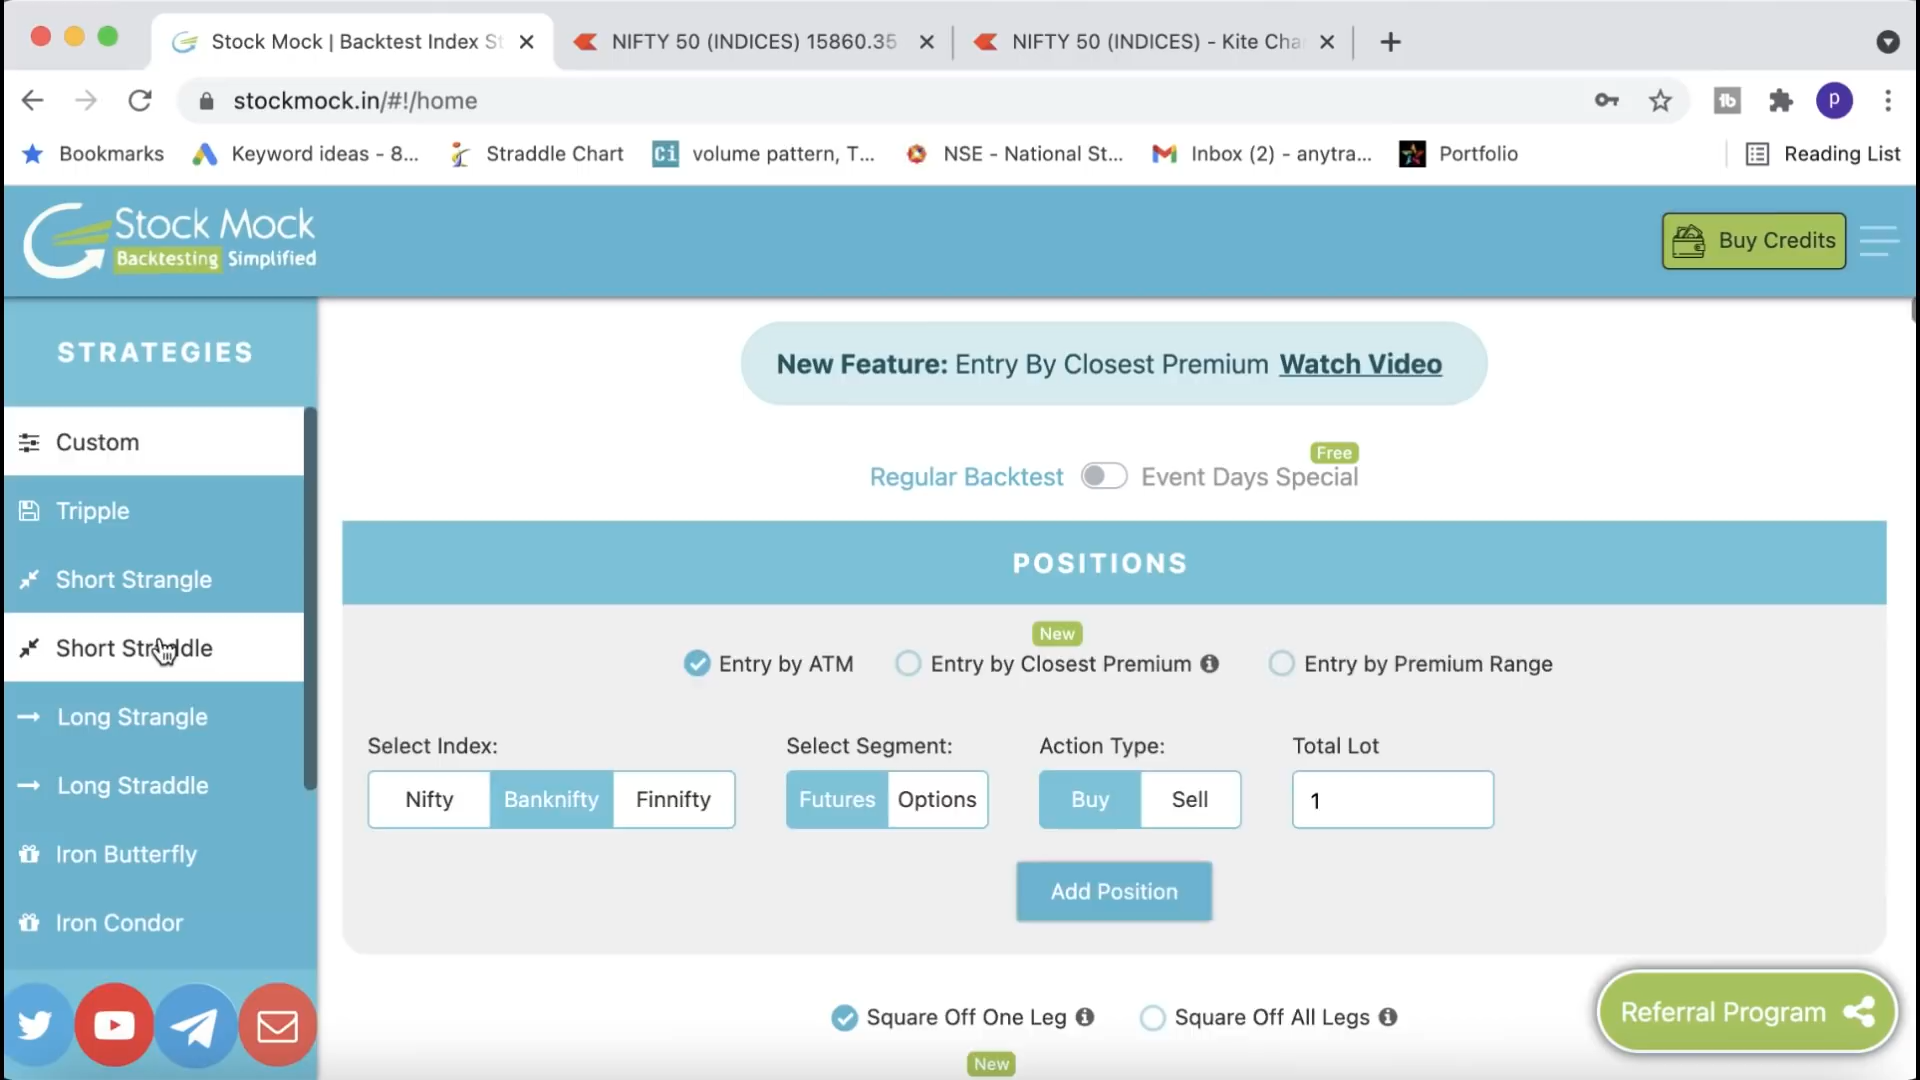 Stock Mock | Backtest Index St
NIFTY 50 (INDICES) 15860.35
NIFTY 50 (INDICES) - Kite Cha
stockmock.in/#!/home
p
Bookmarks
Keyword ideas - 8...
Straddle Chart
Ci
volume pattern, T...
NSE - National St...
Inbox (2) - anytra...
Portfolio
Reading List
Stock Mock
Backtesting Simplified
Buy Credits
STRATEGIES
Custom
Tripple
Short Strangle
Short Straddle
Long Strangle
Long Straddle
Iron Butterfly
Iron Condor
New Feature: Entry By Closest Premium Watch Video
Free
Regular Backtest
Event Days Special
POSITIONS
New
Entry by ATM
Entry by Closest Premium
Entry by Premium Range
Select Index:
Select Segment:
Action Type:
Total Lot
Nifty
Banknifty
Finnifty
Futures
Options
Buy
Sell
1
Add Position
Square Off One Leg
Square Off All Legs
New
Referral Program